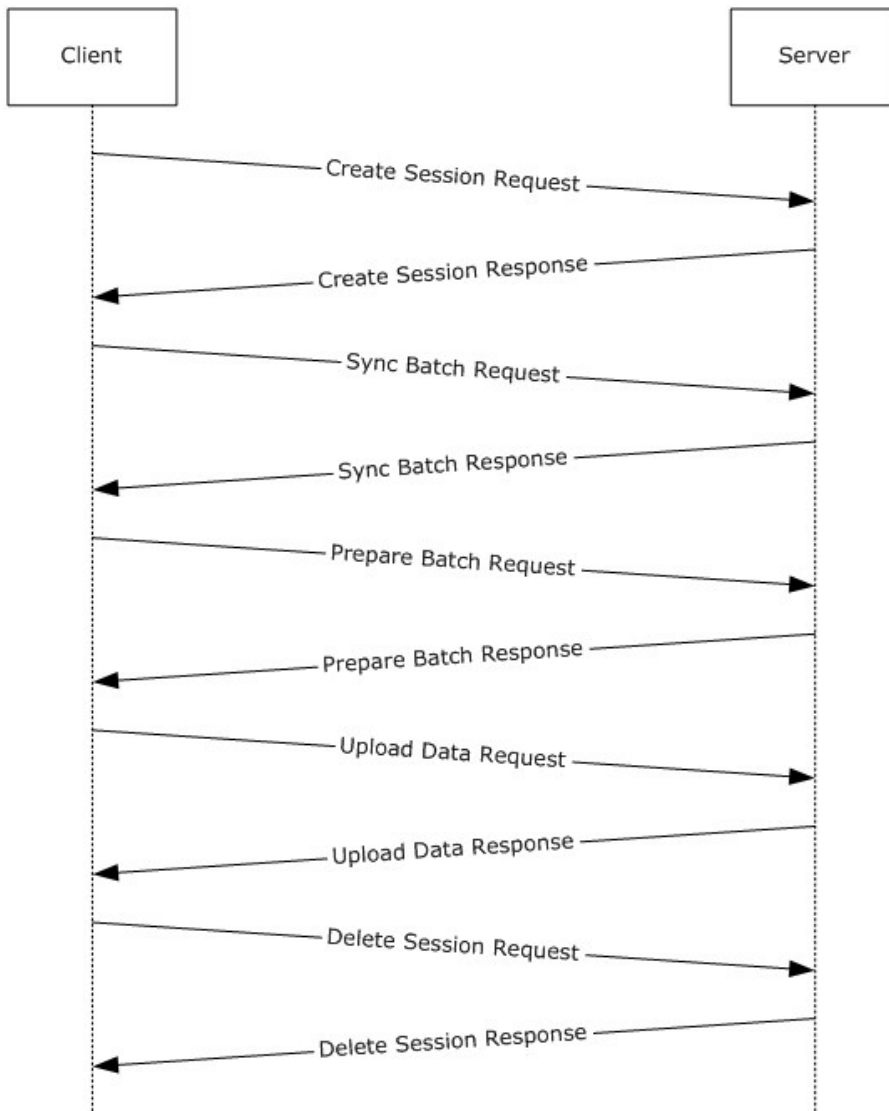 Client
Server
Create Session Request
Create Session Response
Sync Batch Request
Sync Batch Response
Prepare Batch Request
Prepare Batch Response
Upload Data Request
Upload Data Response
Delete Session Request
Delete Session Response